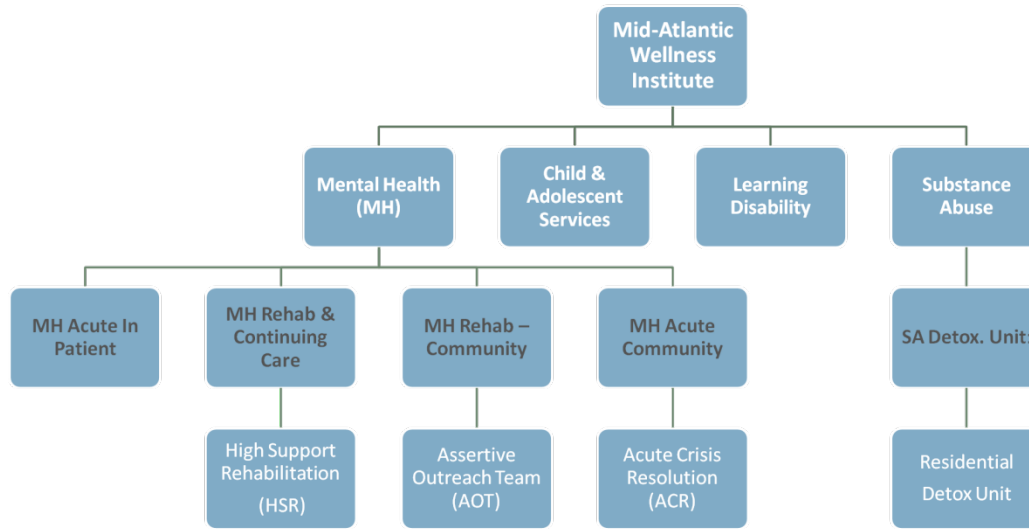 Mid-Atlantic
Wellness
Institute
Mental Health
(MH)
Child &
Adolescent
Services
Learning
Disability
Substance
Abuse
MH Acute In
Patient
MH Rehab &
Continuing
Care
MH Rehab –
Community
MH Acute
Community
SA Detox. Unit:
High Support
Rehabilitation
(HSR)
Assertive
Outreach Team
(AOT)
Acute Crisis
Resolution
(ACR)
Residential
Detox Unit